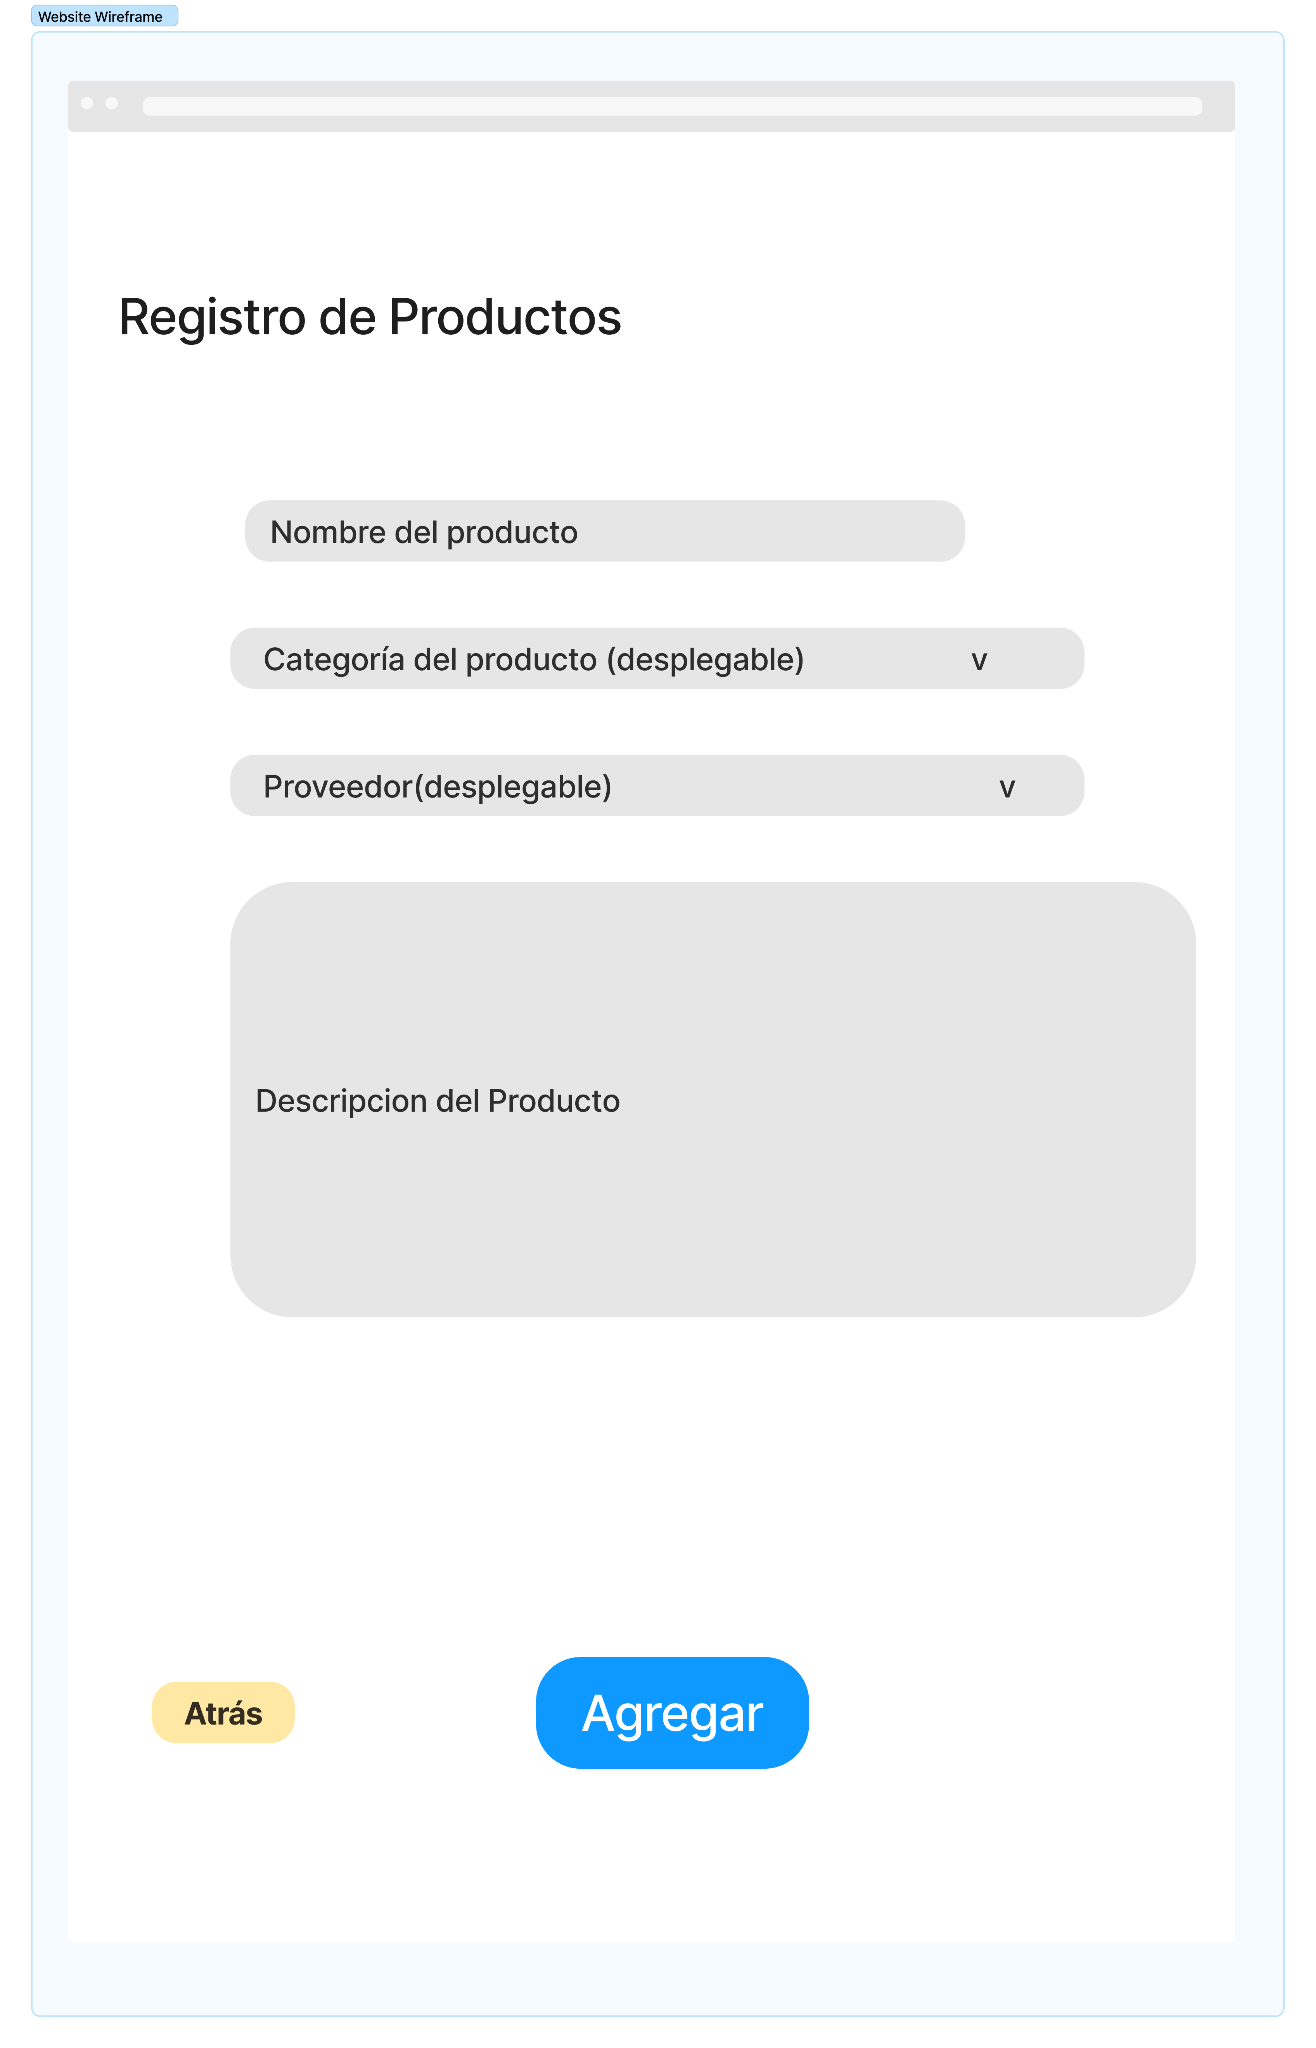 Website Wireframe
Registro de Productos
Nombre del producto
Categoría del producto (desplegable) v
Proveedor(desplegable) v
Descripcion del Producto
Atrás
Agregar